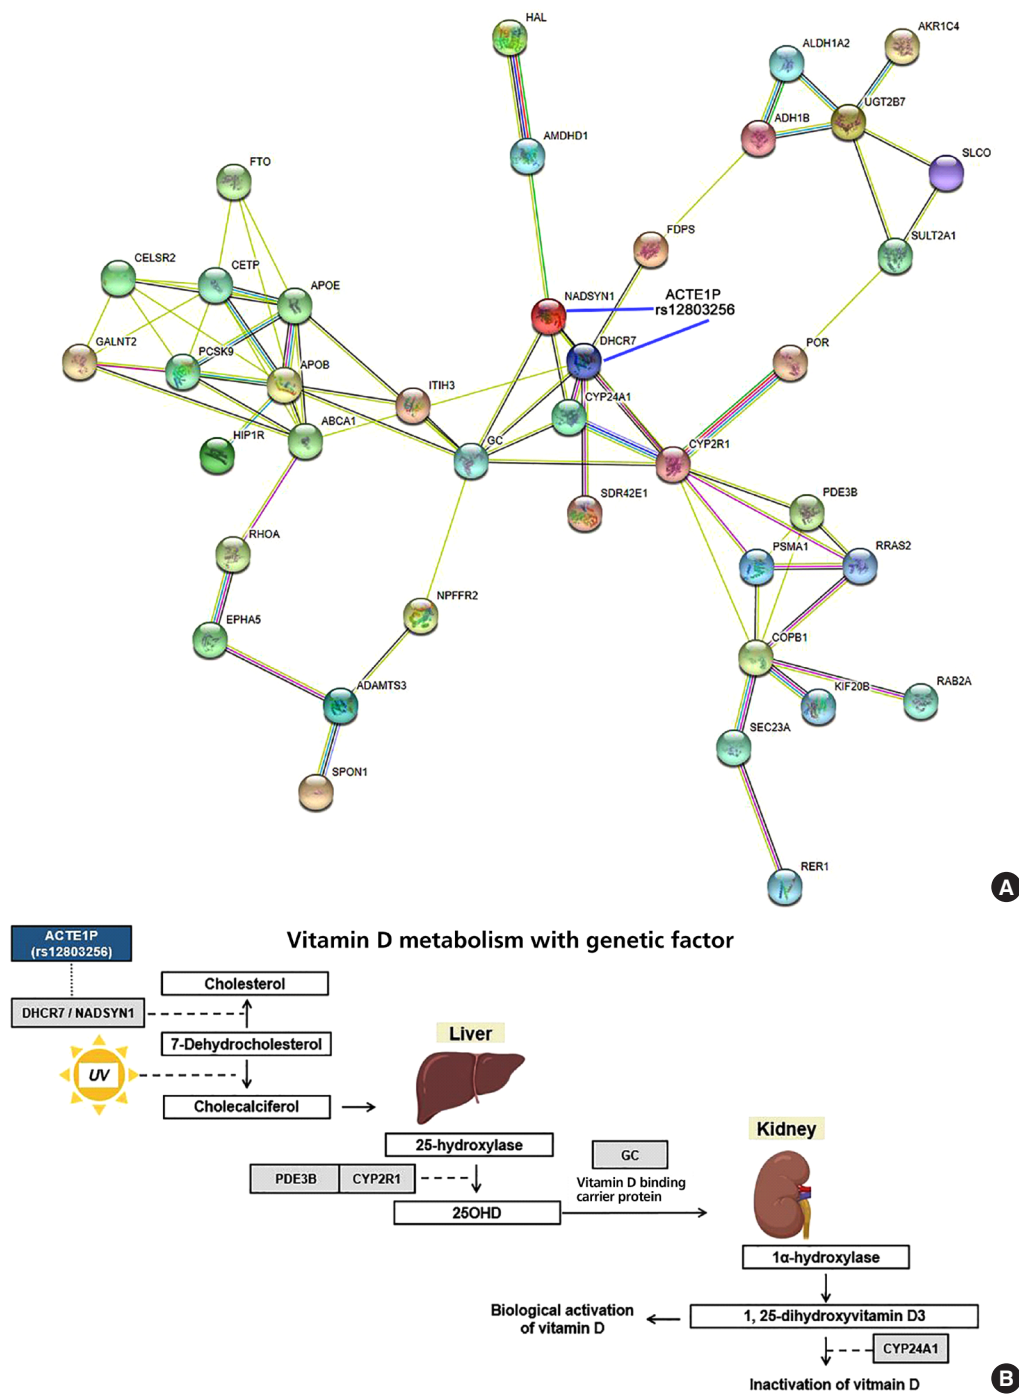 HAL
AKR1C4
ALDH1A2
UGT2B7
ADH1B
AMDHD1
SLCO
FTO
FDPS
SULT2A1
CELSR2
CETP
APOE
NADSYN1
ACTE1P
rs12803256
GALNT2
PCSK9
APOB
DHCR7
POR
ITIH3
CYP24A1
HIP1R
ABCA1
GC
CYP2R1
SDR42E1
PDE3B
RHOA
PSMA1
RRAS2
EPHA5
NPFFR2
COPB1
ADAMTS3
KIF20B
RAB2A
SEC23A
SPON1
RER1
A
ACTE1P
(rs12803256)
Vitamin D metabolism with genetic factor
Cholesterol
DHCR7 / NADSYN1
7-Dehydrocholesterol
Liver
UV
Cholecalciferol
25-hydroxylase
Kidney
GC
PDE3B
CYP2R1
Vitamin D binding
carrier protein
25OHD
1α-hydroxylase
Biological activation
of vitamin D
1, 25-dihydroxyvitamin D3
CYP24A1
Inactivation of vitmain D
B